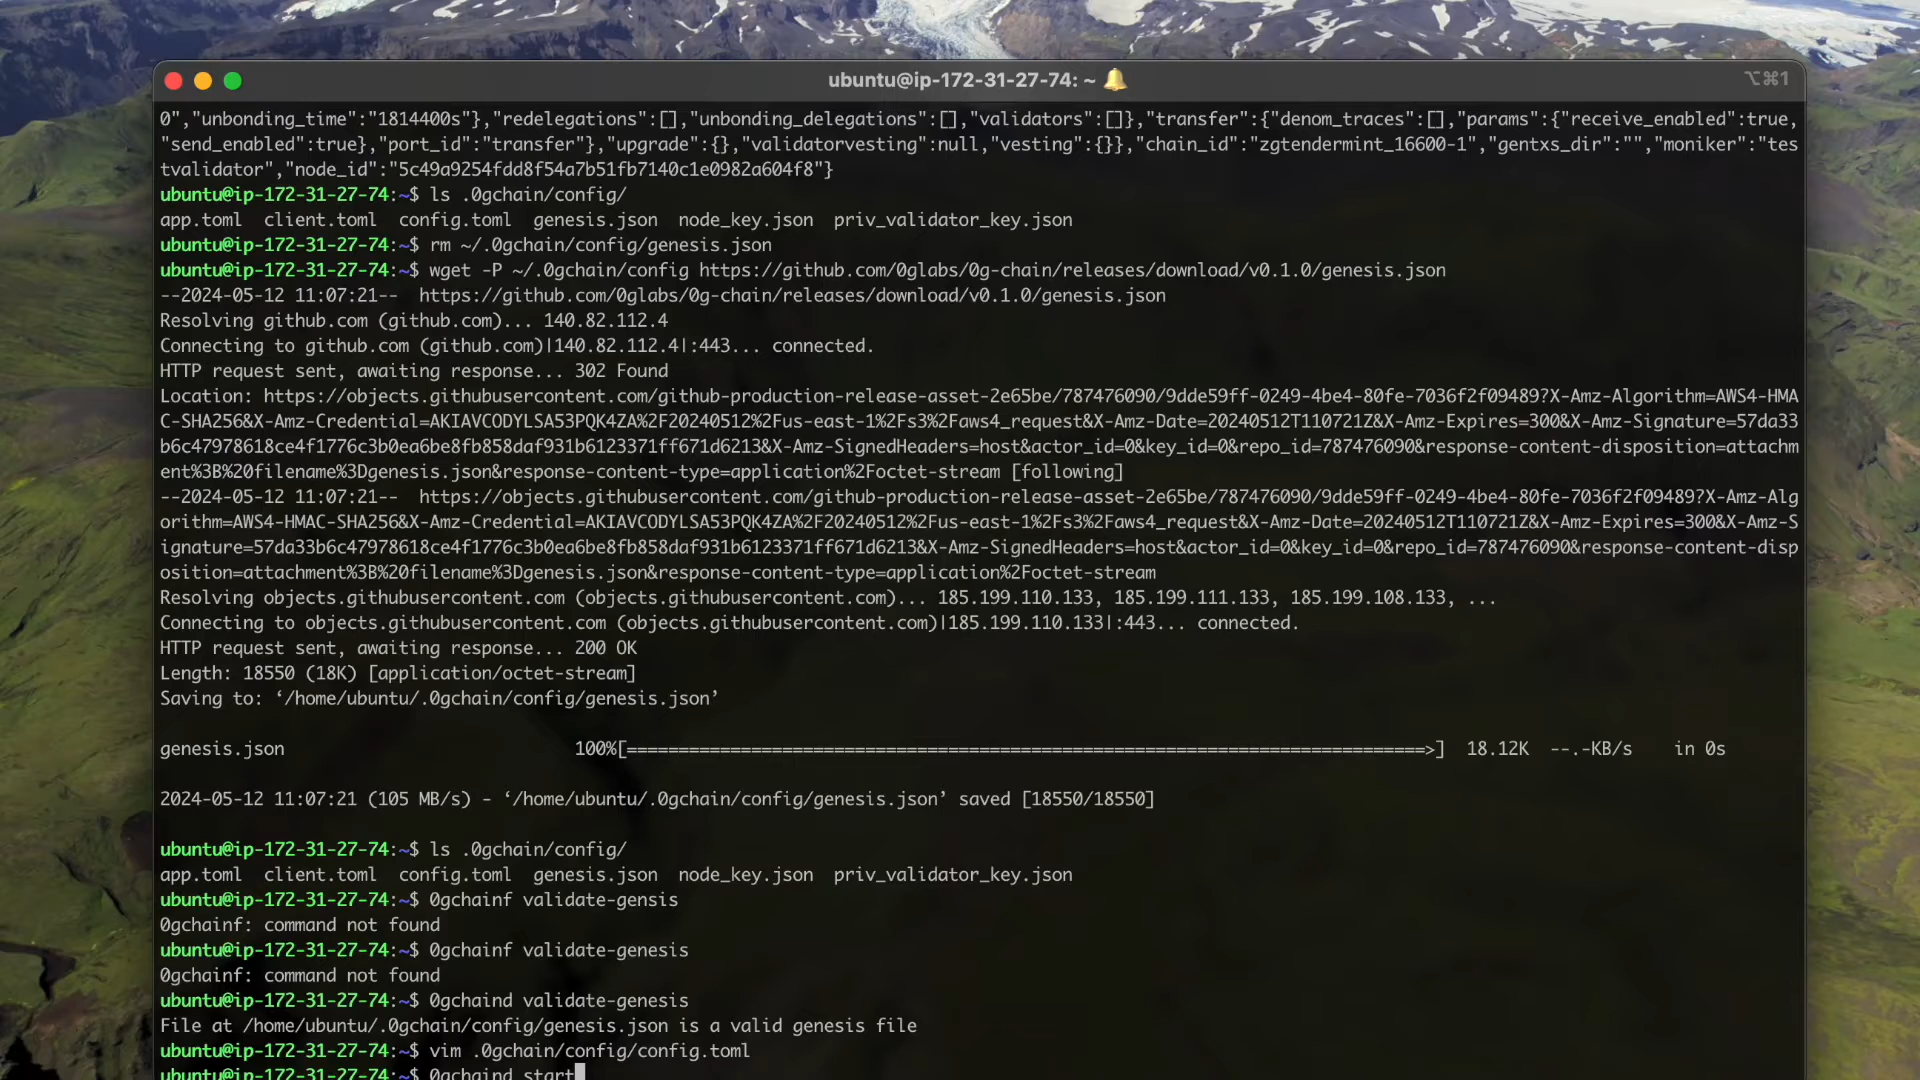 ubuntu@ip-172-31-27-74: ~ 🔔
⌥⌘1
0","unbonding_time":"1814400s"},"redelegations":[],"unbonding_delegations":[],"validators":[]},"transfer":{"denom_traces":[],"params":{"receive_enabled":true,
"send_enabled":true},"port_id":"transfer"},"upgrade":{},"validatorvesting":null,"vesting":{}},"chain_id":"zgtendermint_16600-1","gentxs_dir":"","moniker":"tes
tvalidator","node_id":"5c49a9254fdd8f54a7b51fb7140c1e0982a604f8"}
ubuntu@ip-172-31-27-74:~$ ls .0gchain/config/
app.toml  client.toml  config.toml  genesis.json  node_key.json  priv_validator_key.json
ubuntu@ip-172-31-27-74:~$ rm ~/.0gchain/config/genesis.json
ubuntu@ip-172-31-27-74:~$ wget -P ~/.0gchain/config https://github.com/0glabs/0g-chain/releases/download/v0.1.0/genesis.json
--2024-05-12 11:07:21--  https://github.com/0glabs/0g-chain/releases/download/v0.1.0/genesis.json
Resolving github.com (github.com)... 140.82.112.4
Connecting to github.com (github.com)|140.82.112.4|:443... connected.
HTTP request sent, awaiting response... 302 Found
Location: https://objects.githubusercontent.com/github-production-release-asset-2e65be/787476090/9dde59ff-0249-4be4-80fe-7036f2f09489?X-Amz-Algorithm=AWS4-HMA
C-SHA256&X-Amz-Credential=AKIAVCODYLSA53PQK4ZA%2F20240512%2Fus-east-1%2Fs3%2Faws4_request&X-Amz-Date=20240512T110721Z&X-Amz-Expires=300&X-Amz-Signature=57da33
b6c47978618ce4f1776c3b0ea6be8fb858daf931b6123371ff671d6213&X-Amz-SignedHeaders=host&actor_id=0&key_id=0&repo_id=787476090&response-content-disposition=attachm
ent%3B%20filename%3Dgenesis.json&response-content-type=application%2Foctet-stream [following]
--2024-05-12 11:07:21--  https://objects.githubusercontent.com/github-production-release-asset-2e65be/787476090/9dde59ff-0249-4be4-80fe-7036f2f09489?X-Amz-Alg
orithm=AWS4-HMAC-SHA256&X-Amz-Credential=AKIAVCODYLSA53PQK4ZA%2F20240512%2Fus-east-1%2Fs3%2Faws4_request&X-Amz-Date=20240512T110721Z&X-Amz-Expires=300&X-Amz-S
ignature=57da33b6c47978618ce4f1776c3b0ea6be8fb858daf931b6123371ff671d6213&X-Amz-SignedHeaders=host&actor_id=0&key_id=0&repo_id=787476090&response-content-disp
osition=attachment%3B%20filename%3Dgenesis.json&response-content-type=application%2Foctet-stream
Resolving objects.githubusercontent.com (objects.githubusercontent.com)... 185.199.110.133, 185.199.111.133, 185.199.108.133, ...
Connecting to objects.githubusercontent.com (objects.githubusercontent.com)|185.199.110.133|:443... connected.
HTTP request sent, awaiting response... 200 OK
Length: 18550 (18K) [application/octet-stream]
Saving to: ‘/home/ubuntu/.0gchain/config/genesis.json’
genesis.json                            100%[=============================================================================>]  18.12K  --.-KB/s    in 0s
2024-05-12 11:07:21 (105 MB/s) - ‘/home/ubuntu/.0gchain/config/genesis.json’ saved [18550/18550]
ubuntu@ip-172-31-27-74:~$ ls .0gchain/config/
app.toml  client.toml  config.toml  genesis.json  node_key.json  priv_validator_key.json
ubuntu@ip-172-31-27-74:~$ 0gchainf validate-gensis
0gchainf: command not found
ubuntu@ip-172-31-27-74:~$ 0gchainf validate-genesis
0gchainf: command not found
ubuntu@ip-172-31-27-74:~$ 0gchaind validate-genesis
File at /home/ubuntu/.0gchain/config/genesis.json is a valid genesis file
ubuntu@ip-172-31-27-74:~$ vim .0gchain/config/config.toml
ubuntu@ip-172-31-27-74:~$ 0gchaind start